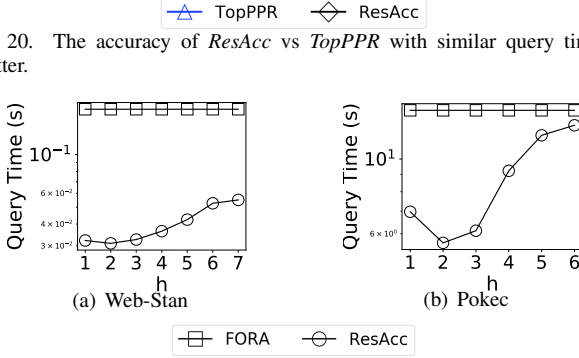 TopPPR ResAcc
20. The accuracy of ResAcc vs TopPPR with similar query
tter.
Query Time (s) 10⁻¹ 6×10⁻² 4×10⁻² 3×10⁻²
1 2 3 4 5 6 7
h
(a) Web-Stan
Query Time (s) 10¹ 6×10⁰
1 2 3 4 5 6
h
(b) Pokec
FORA ResAcc